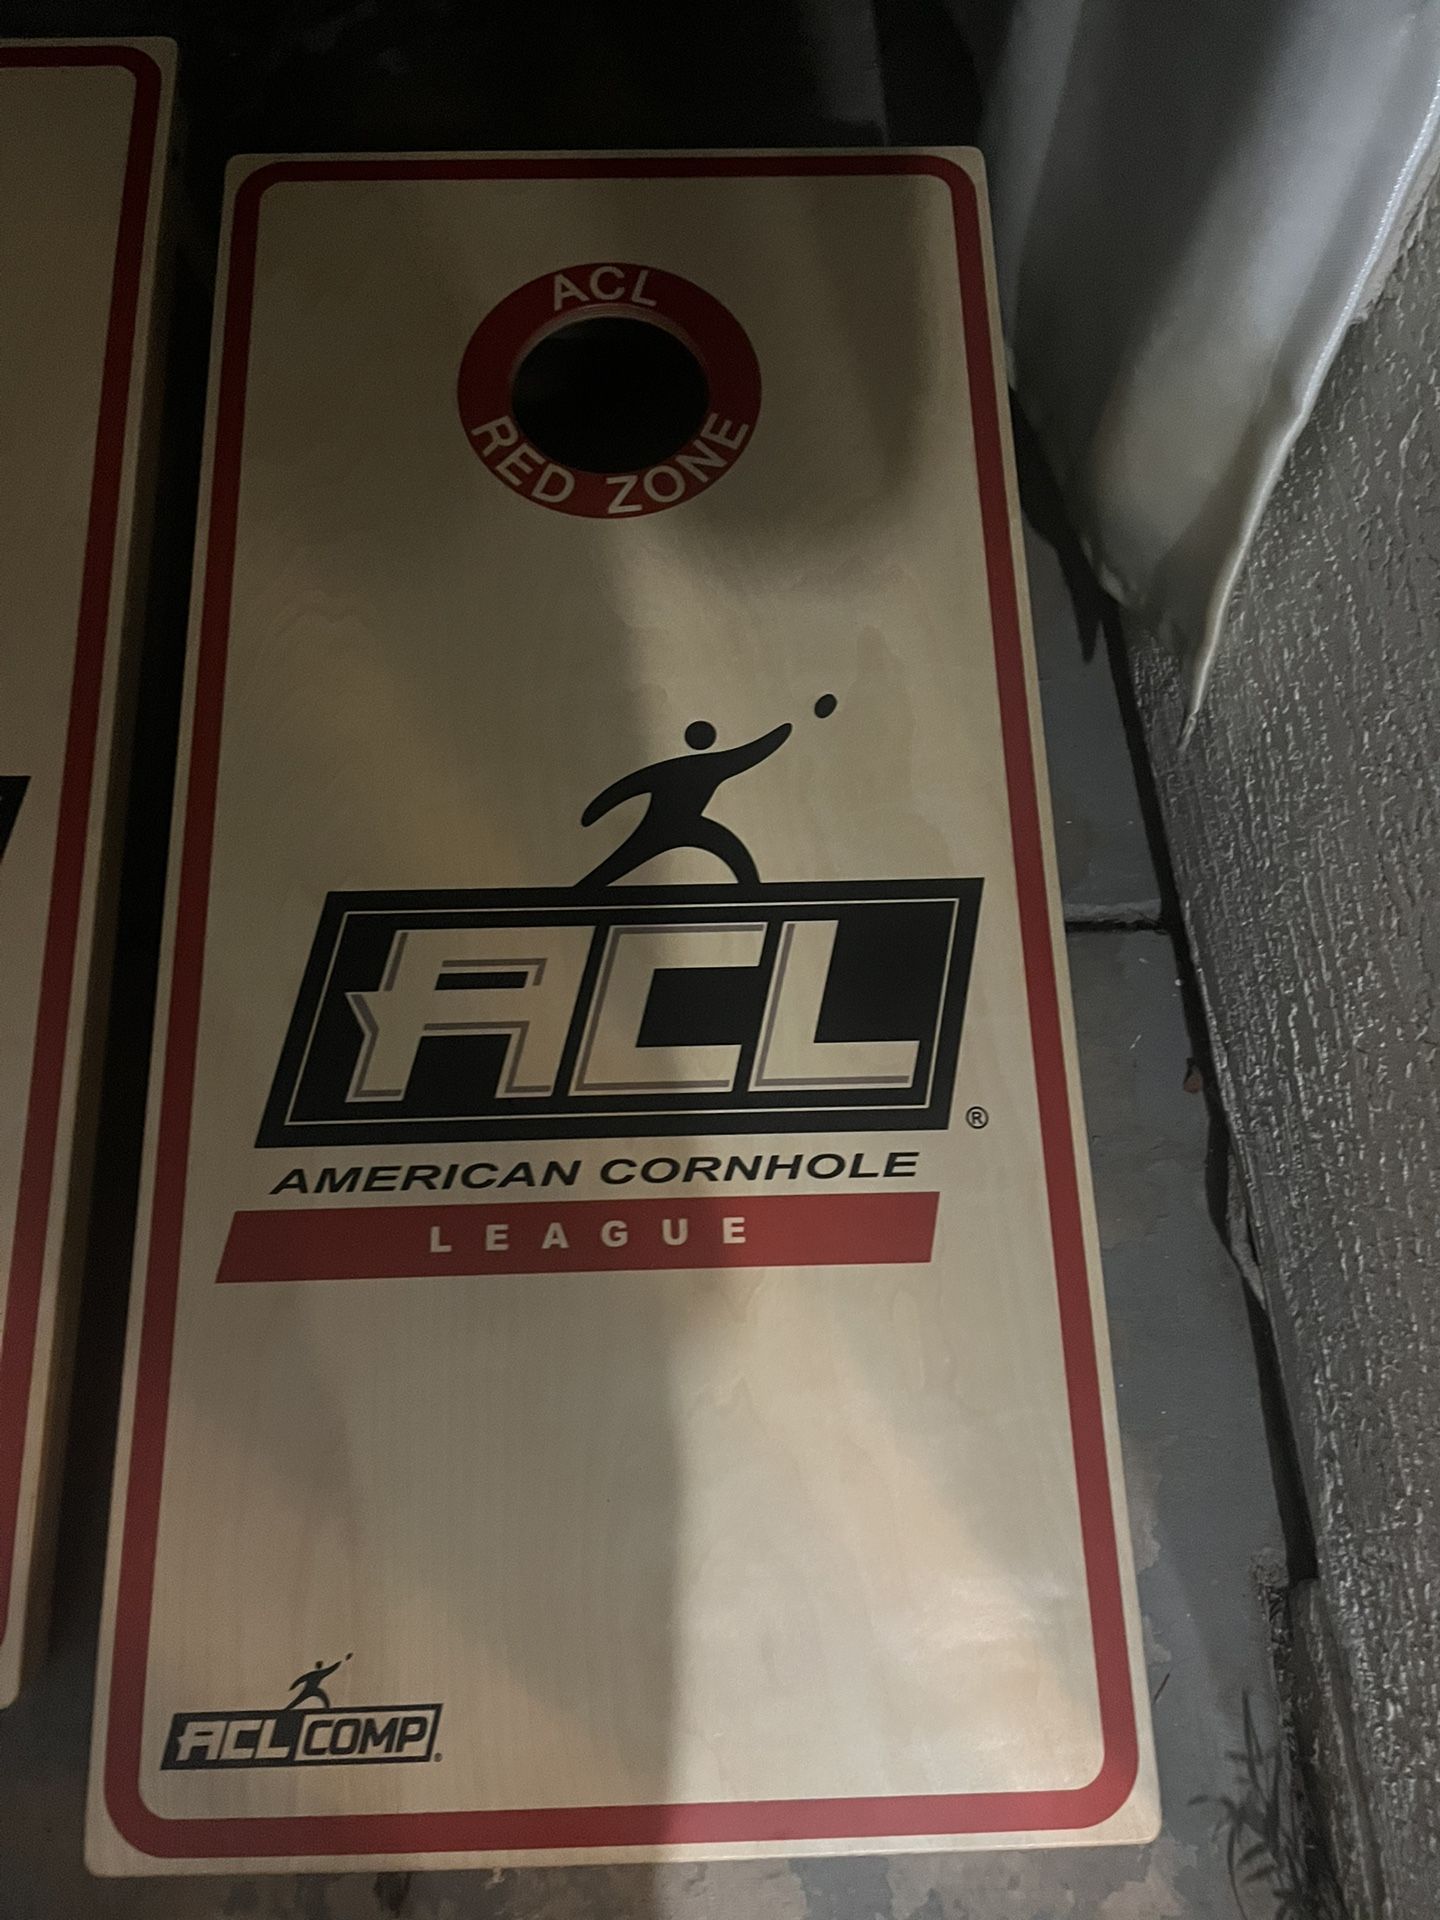 ACL
RED ZONE
ACL
®
AMERICAN CORNHOLE
LEAGUE
ACL COMP